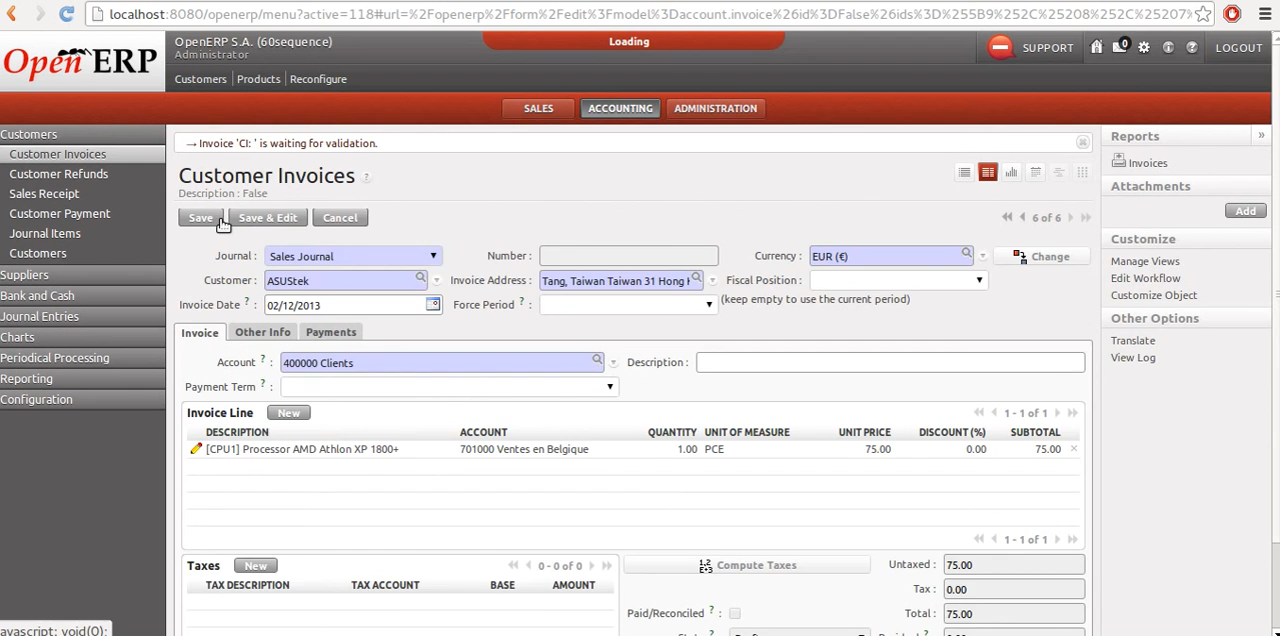 localhost:8080/openerp/menu?active=118#url=%2Fopenerp%2Fform%2Fedit%3Fmodel%3Daccount.invoice%26id%3DFalse%26ids%3D%255B9%252C%25208%252C%25207%
Open ERP
OpenERP S.A. (60sequence)
Administrator
Loading
SUPPORT
0
LOGOUT
Customers
Products
Reconfigure
SALES
ACCOUNTING
ADMINISTRATION
Customers
Customer Invoices
Customer Refunds
Sales Receipt
Customer Payment
Journal Items
Customers
Suppliers
Bank and Cash
Journal Entries
Charts
Periodical Processing
Reporting
Configuration
→ Invoice 'CI: ' is waiting for validation.
Customer Invoices ?
Description : False
Save
Save & Edit
Cancel
6 of 6
Journal : Sales Journal
Number :
Currency : EUR (€)
Change
Customer : ASUStek
Invoice Address : Tang, Taiwan Taiwan 31 Hong
Fiscal Position :
Invoice Date ? : 02/12/2013
Force Period ? :
(keep empty to use the current period)
Invoice
Other Info
Payments
Account ? : 400000 Clients
Description :
Payment Term ? :
Invoice Line New
1 - 1 of 1
DESCRIPTION ACCOUNT QUANTITY UNIT OF MEASURE UNIT PRICE DISCOUNT (%) SUBTOTAL
[CPU1] Processor AMD Athlon XP 1800+ 701000 Ventes en Belgique 1.00 PCE 75.00 0.00 75.00
1 - 1 of 1
Taxes New
0 - 0 of 0
TAX DESCRIPTION TAX ACCOUNT BASE AMOUNT
Compute Taxes
Untaxed : 75.00
Tax : 0.00
Paid/Reconciled ? :
Total : 75.00
Reports
»
Invoices
Attachments
Add
Customize
Manage Views
Edit Workflow
Customize Object
Other Options
Translate
View Log
avascript: void(0);